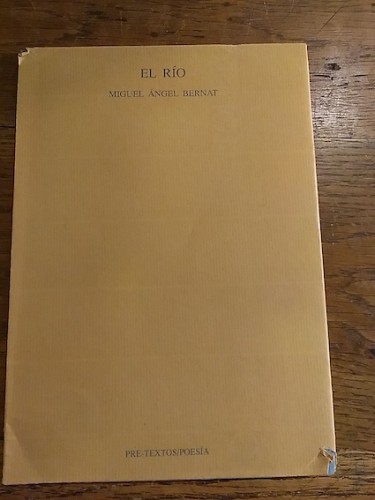 EL RÍO
MIGUEL ÁNGEL BERNAT
PRE-TEXTOS/POESÍA